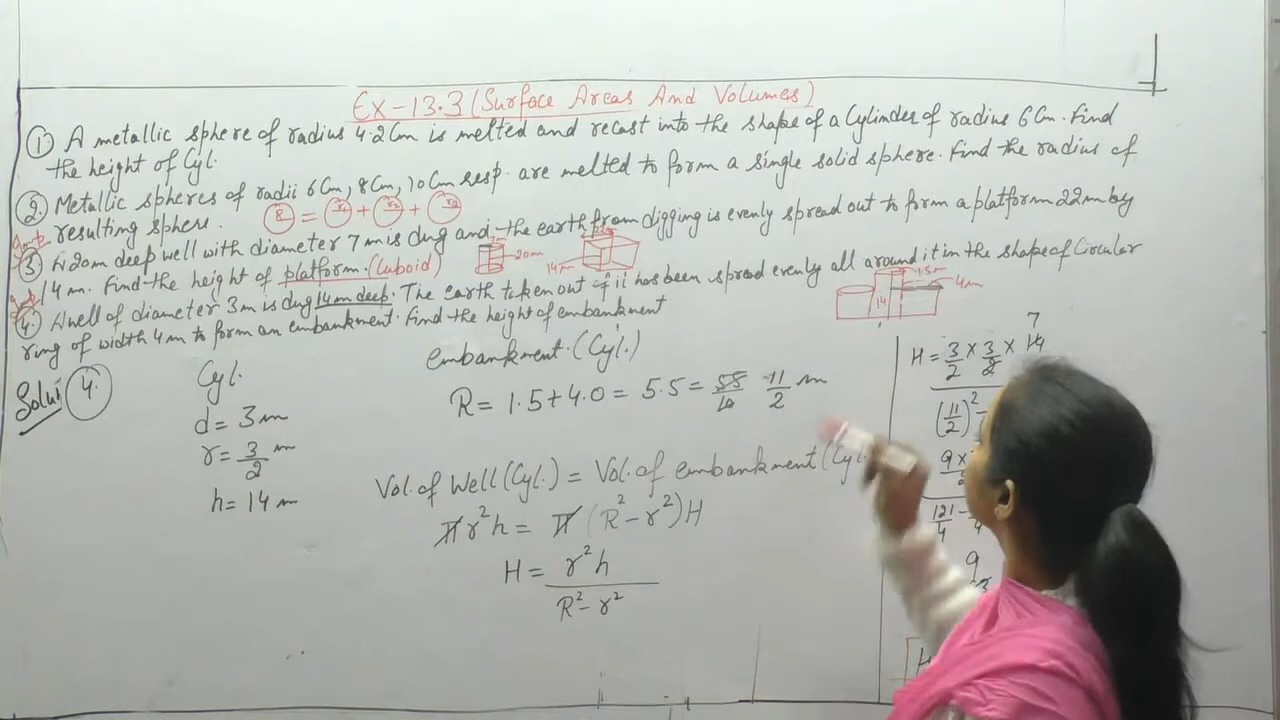 Ex-13.3 (Surface Areas And Volumes)
① A metallic sphere of radius 4.2 Cm is melted and recast into the shape of a Cylinder of radius 6 Cm. Find
the height of Cyl.
② Metallic spheres of radii 6 Cm, 8 Cm, 10 Cm resp. are melted to form a single solid sphere. Find the radius of
resulting sphere.
R = r1 + r2 + r3
③ A 20m deep well with diameter 7 m is dug and the earth from digging is evenly spread out to form a platform 22m by
14 m. Find the height of platform. (Cuboid)
20m
14m
④ A well of diameter 3m is dug 14m deep. The earth taken out of it has been spread evenly all around it in the shape of Circular
ring of width 4m to form an embankment. Find the height of embankment
1.5m
4m
14
Solu: ④
Cyl.
d = 3 m
r = 3/2 m
h = 14 m
embankment. (Cyl.)
R = 1.5 + 4.0 = 5.5 = 55/10 11/2 m
Vol. of Well (Cyl.) = Vol. of embankment (Cyl.
πr²h = π (R² - r²) H
H = r²h / R² - r²
H = 3/2 × 3/2 × 14
7
(11/2)² -
9 ×
121/4 -
9
H